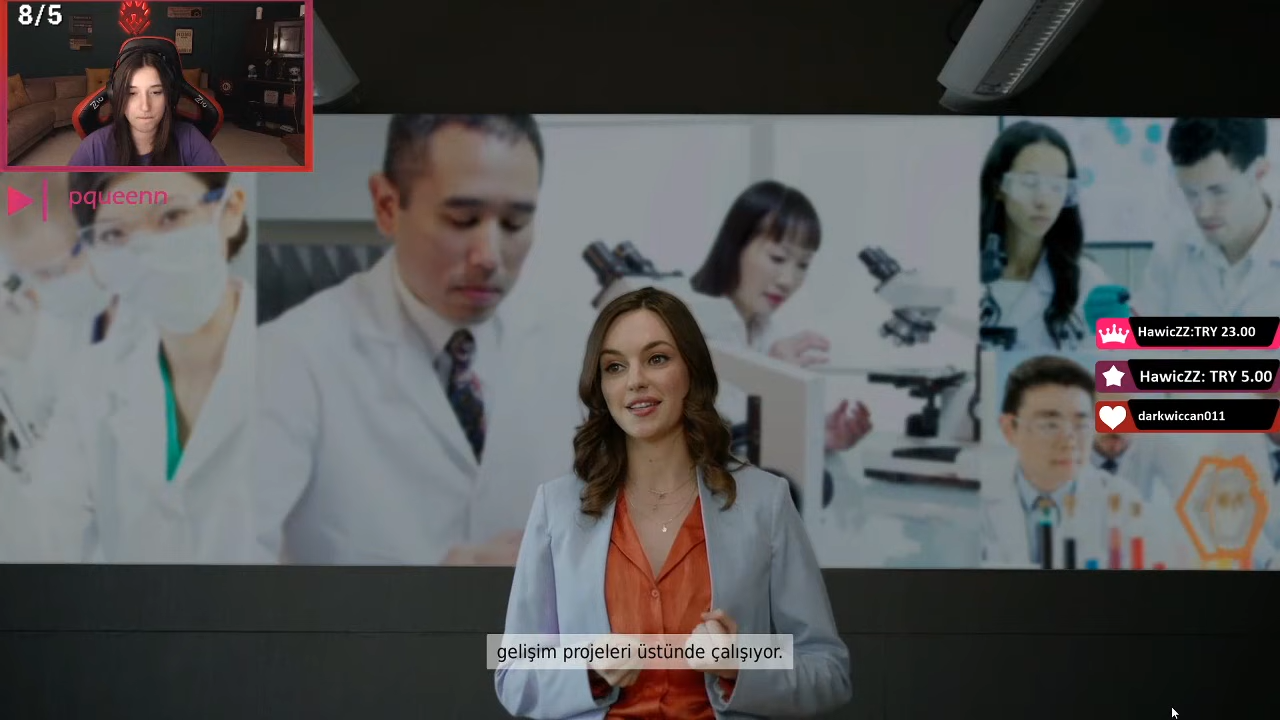 8/5
pqueenn
HawicZZ:TRY 23.00
HawicZZ: TRY 5.00
darkwiccan011
gelişim projeleri üstünde çalışıyor.